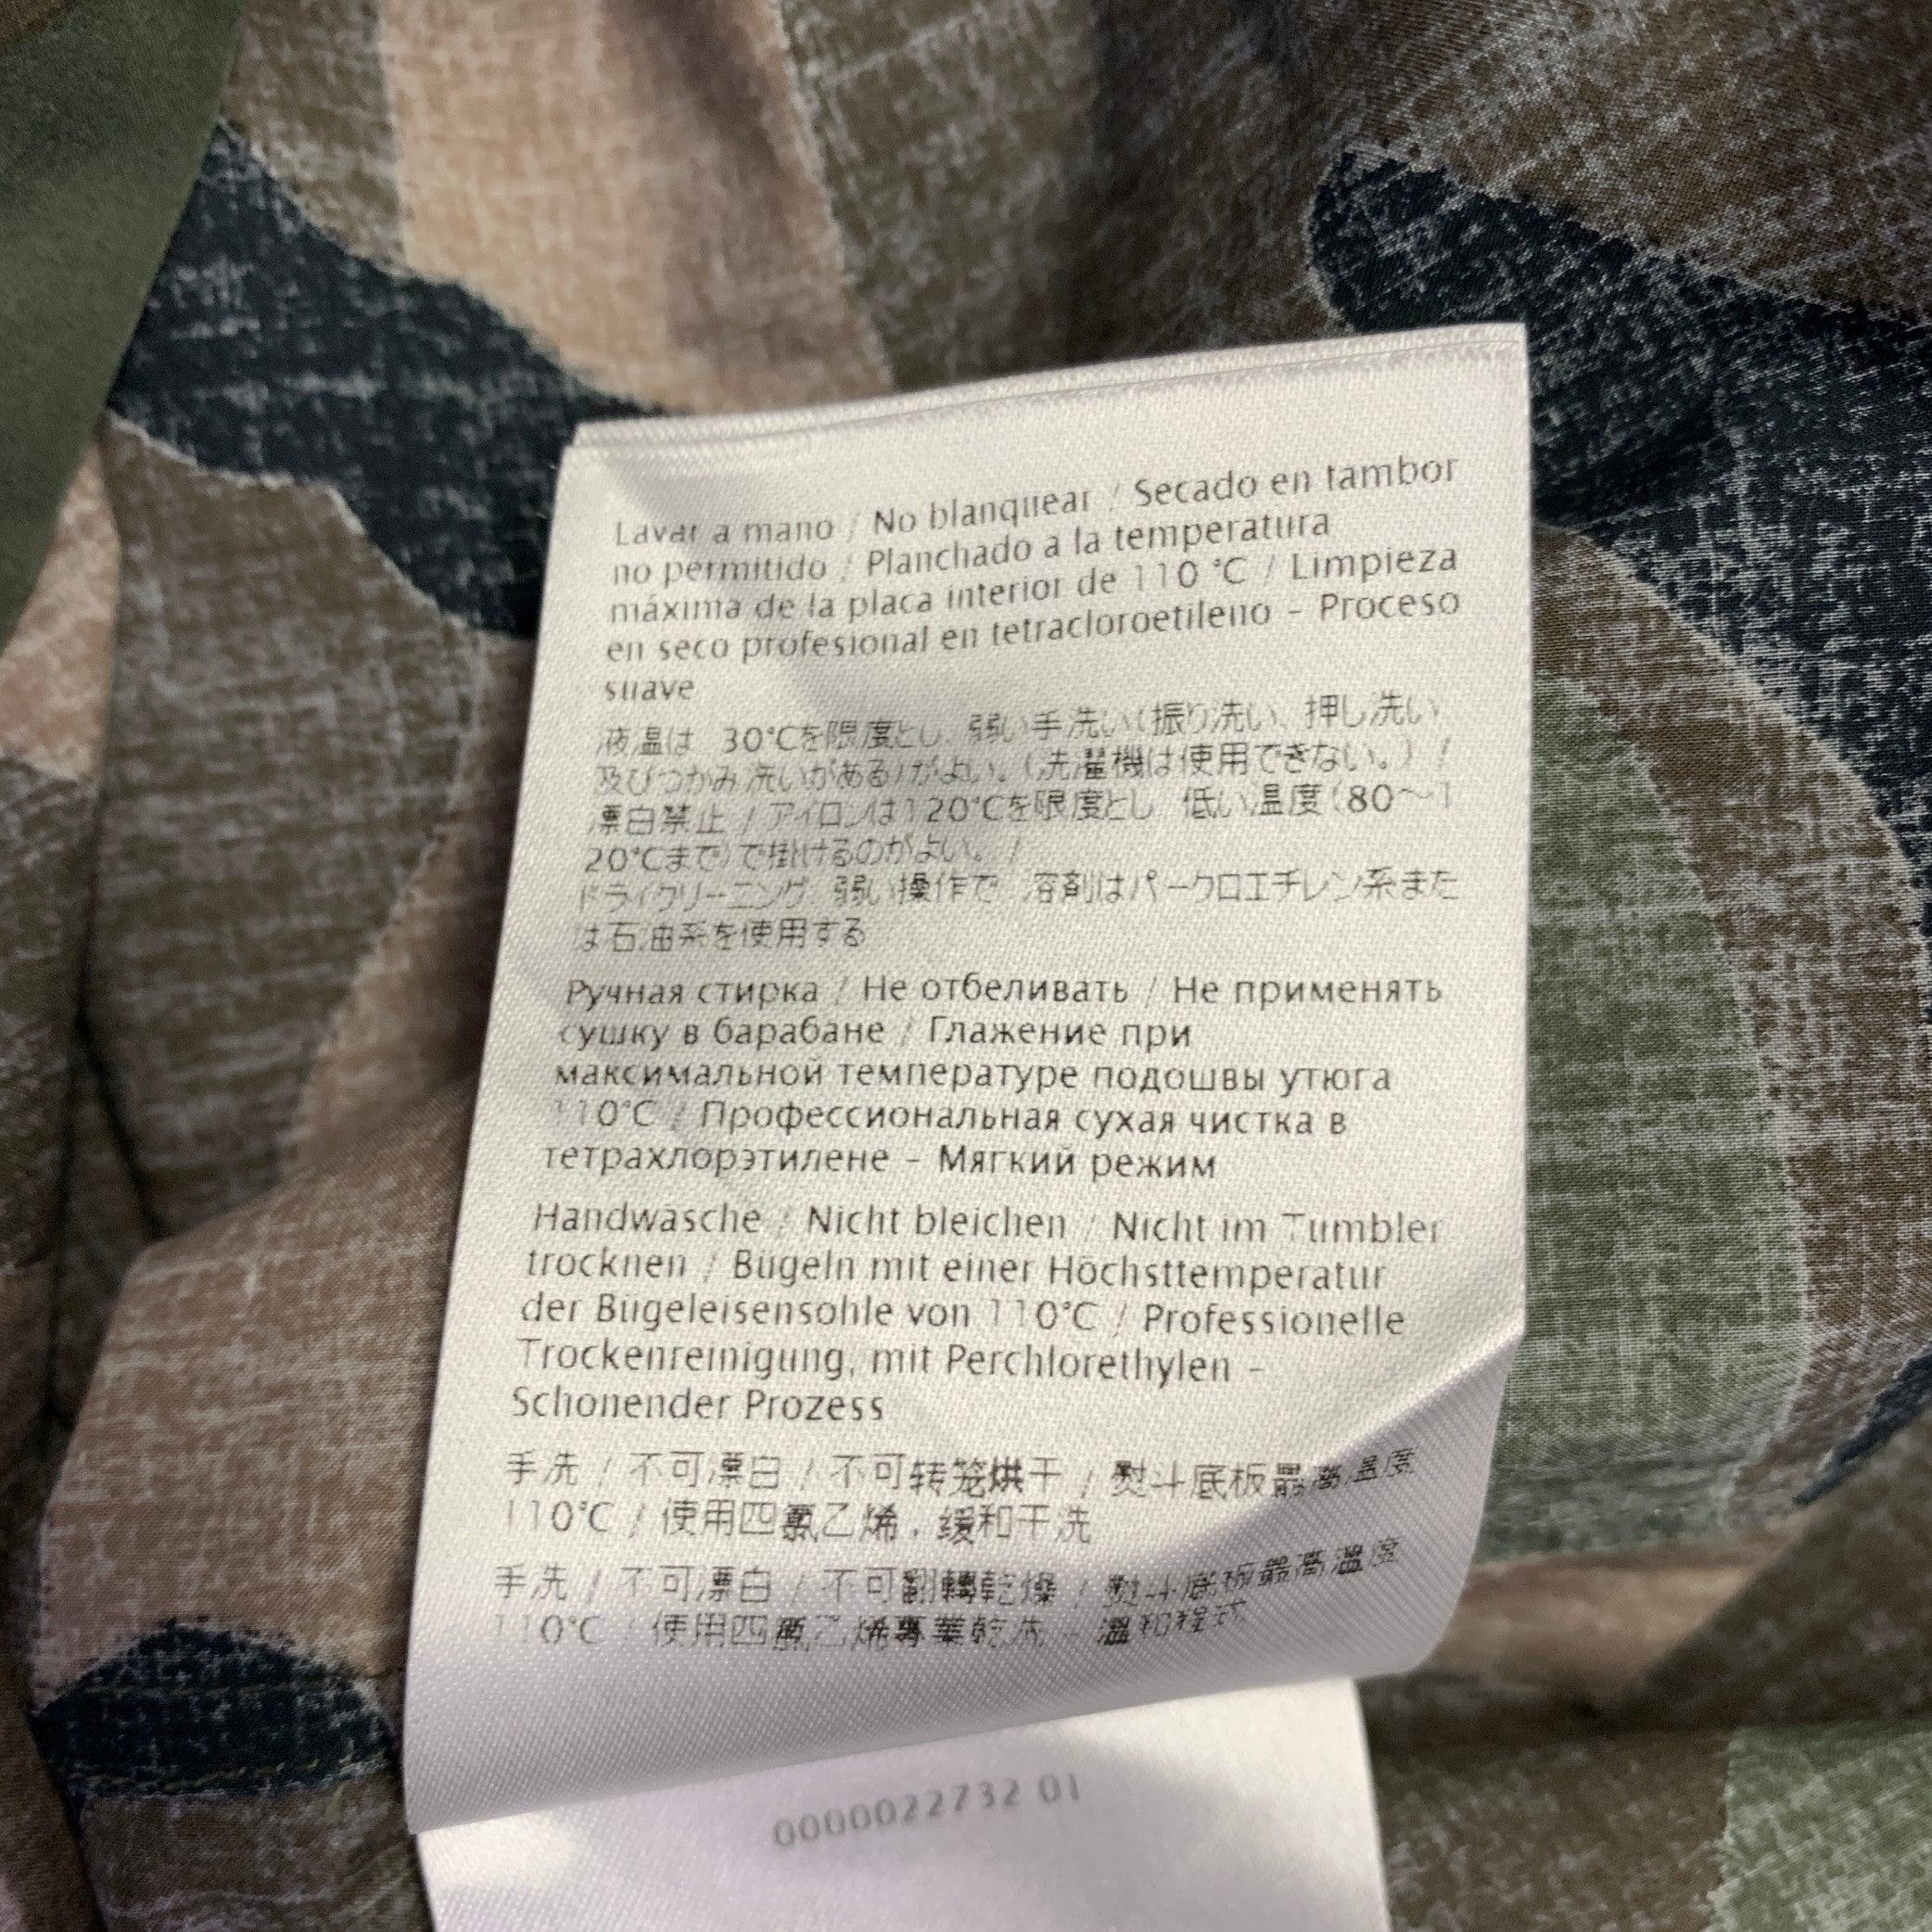 Lavar a mano / No blanquear / Secado en tambor
no permitido / Planchado a la temperatura
máxima de la placa interior de 110 °C / Limpieza
en seco profesional en tetracloroetileno – Proceso
suave
液温は 30°Cを限度とし、弱い手洗い(振り洗い、押し洗い
及びつかみ洗いがある)がよい。(洗濯機は使用できない。) /
漂白禁止 / アイロンは120°Cを限度とし 低い温度(80～1
20°Cまで)で掛けるのがよい。 /
ドライクリーニング 弱い操作で 溶剤はパークロエチレン系また
は石油系を使用する
Ручная стирка / Не отбеливать / Не применять
сушку в барабане / Глажение при
максимальной температуре подошвы утюга
110°C / Профессиональная сухая чистка в
тетрахлорэтилене – Мягкий режим
Handwäsche / Nicht bleichen / Nicht im Tumbler
trocknen / Bügeln mit einer Höchsttemperatur
der Bügeleisensohle von 110°C / Professionelle
Trockenreinigung, mit Perchlorethylen –
Schonender Prozess
手洗 / 不可漂白 / 不可转笼烘干 / 熨斗底板最高温度
110°C / 使用四氯乙烯，缓和干洗
手洗 / 不可漂白 / 不可翻轉乾燥 / 熨斗底板最高溫度
110°C / 使用四氯乙烯專業乾洗 – 溫和程式
0000022732 01